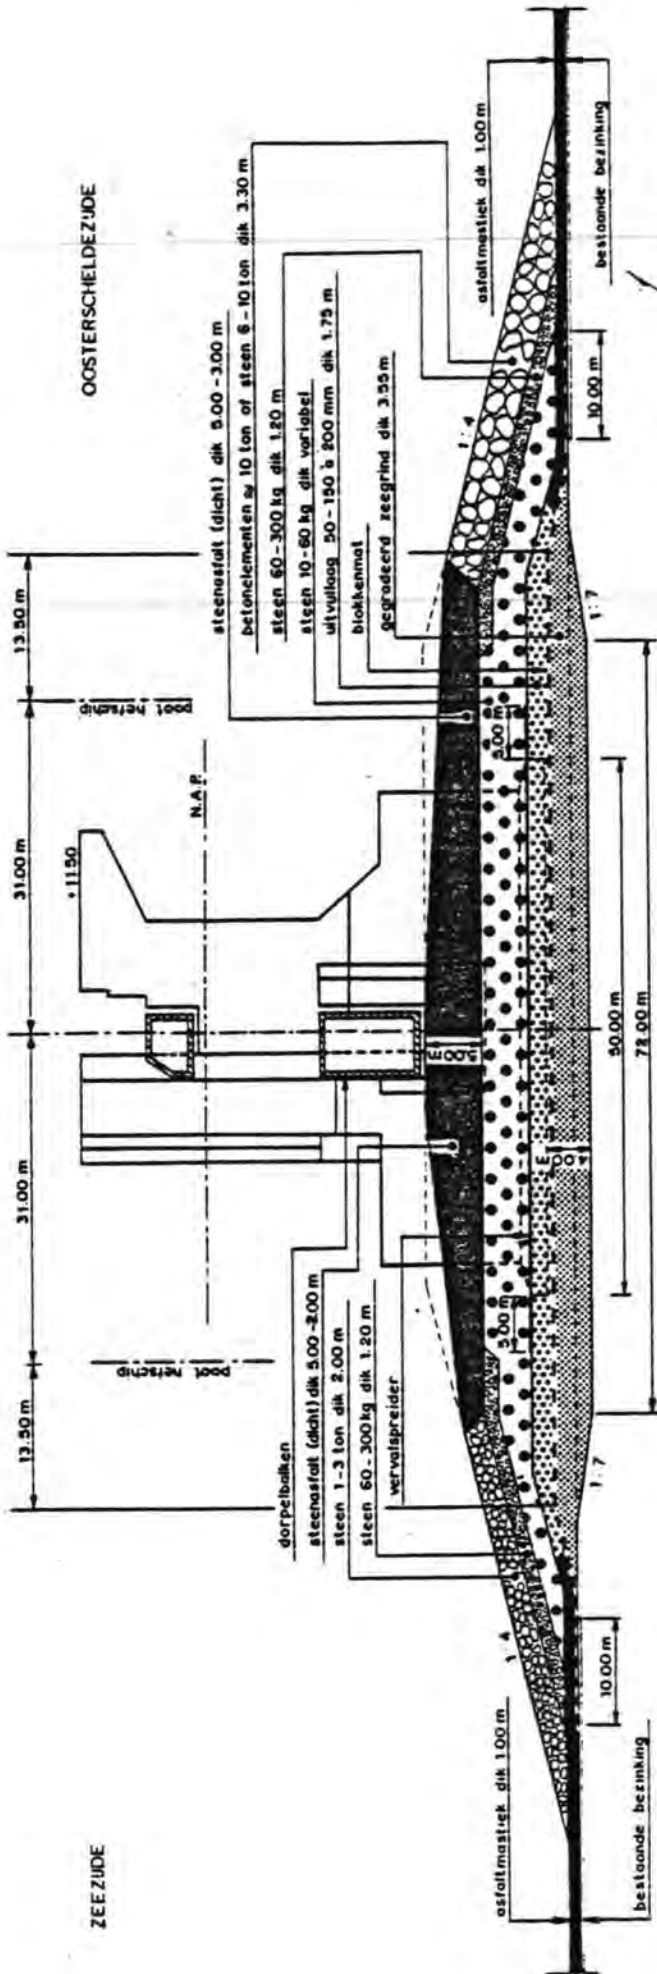 ZEEZIJDE
OOSTERSCHELDEZIJDE
13.50 m
31.00 m
31.00 m
13.50 m
poot hefschip
poot hefschip
+11.50
N.A.P.
dorpelbalken
steenasfalt (dicht) dik 5.00-2.00 m
steen 1-3 ton dik 2.00 m
steen 60-300 kg dik 1.20 m
vervalspreider
steenasfalt (dicht) dik 5.00-3.00 m
betonelementen à 10 ton of steen 6-10 ton dik 3.30 m
steen 60-300 kg dik 1.20 m
steen 10-60 kg dik variabel
uitvullaag 50-150 à 200 mm dik 1.75 m
blokkenmat
gegradeerd zeegrind dik 3.55 m
asfaltmastiek dik 1.00 m
bestaande bezinking
asfaltmastiek dik 1.00 m
bestaande bezinking
1:4
1:4
1:7
1:7
5.00 m
5.00 m
5.00 m
4.00 m
10.00 m
10.00 m
50.00 m
72.00 m